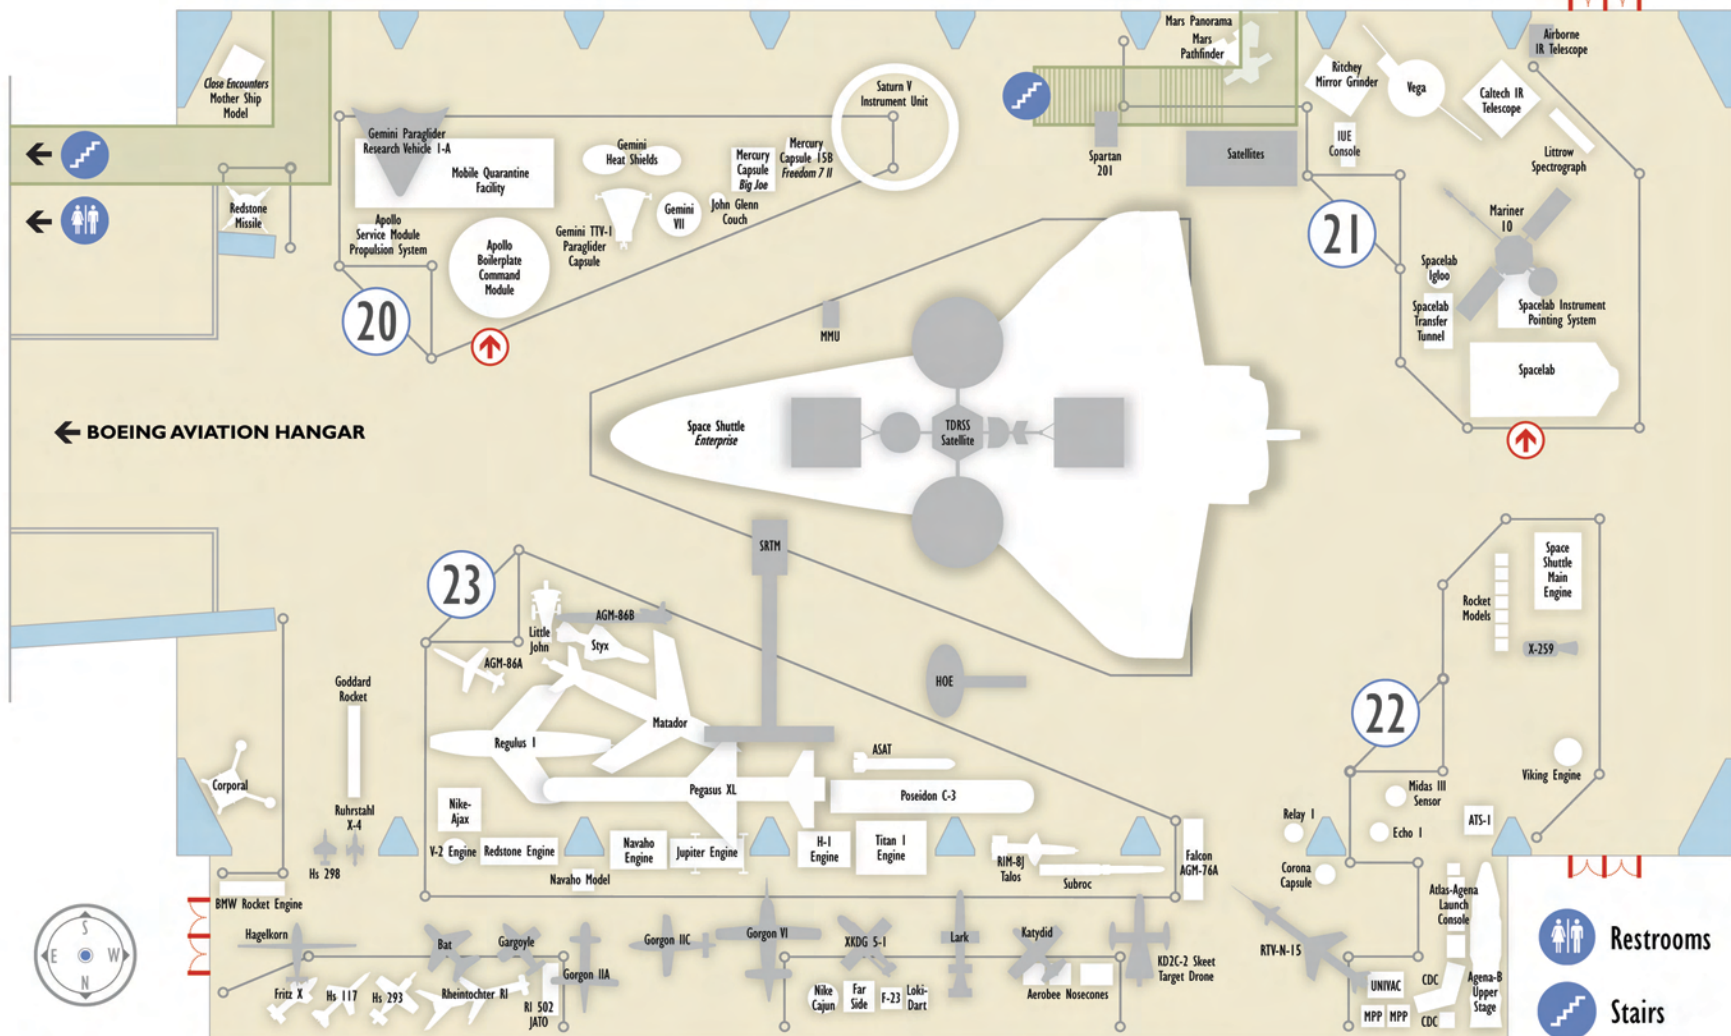 Close Encounters
Mother Ship
Model
Gemini Paraglider
Research Vehicle 1-A
Mobile Quarantine
Facility
Gemini
Heat Shields
Mercury
Capsule
Big Joe
Mercury
Capsule 15B
Freedom 7 II
Saturn V
Instrument Unit
Redstone
Missile
Apollo
Service Module
Propulsion System
Apollo
Boilerplate
Command
Module
Gemini TTV-1
Paraglider
Capsule
Gemini
VII
John Glenn
Couch
20
Mars Panorama
Mars
Pathfinder
Spartan
201
Satellites
Ritchey
Mirror Grinder
Vega
Airborne
IR Telescope
Caltech IR
Telescope
IUE
Console
Littrow
Spectrograph
21
Mariner
10
Spacelab
Igloo
Spacelab
Transfer
Tunnel
Spacelab Instrument
Pointing System
Spacelab
MMU
BOEING AVIATION HANGAR
Space Shuttle
Enterprise
TDRSS
Satellite
SRTM
HOE
23
Little
John
AGM-86B
Styx
AGM-86A
Matador
Regulus I
Pegasus XL
ASAT
Poseidon C-3
Goddard
Rocket
Corporal
Ruhrstahl
X-4
Hs 298
BMW Rocket Engine
Nike-
Ajax
V-2 Engine
Redstone Engine
Navaho
Engine
Jupiter Engine
Navaho Model
H-1
Engine
Titan I
Engine
RIM-8J
Talos
Subroc
Falcon
AGM-76A
22
Space
Shuttle
Main
Engine
Rocket
Models
X-259
Viking Engine
Midas III
Sensor
Relay 1
Echo 1
ATS-1
Corona
Capsule
Atlas-Agena
Launch
Console
RTV-N-15
UNIVAC
CDC
MPP
MPP
CDC
Agena-B
Upper
Stage
Hagelkorn
Bat
Gargoyle
Gorgon IIC
Gorgon VI
XKDG 5-1
Lark
Katydid
KD2C-2 Skeet
Target Drone
Fritz X
Hs 117
Hs 293
Rheintochter RI
RI 502
JATO
Gorgon IIA
Nike
Cajun
Far
Side
F-23
Loki-
Dart
Aerobee Nosecones
S
E
W
N
Restrooms
Stairs